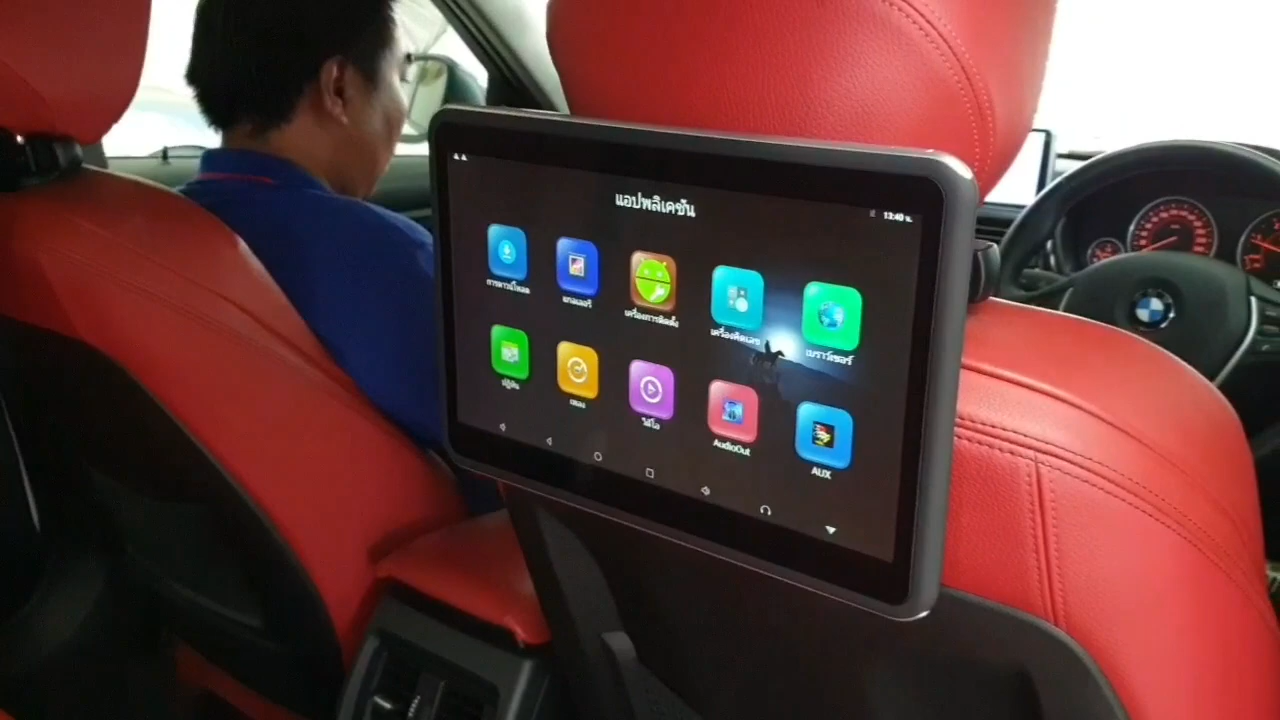 แอปพลิเคชัน
13:40 น.
การดาวน์โหลด
แกลเลอรี
เครื่องการติดตั้ง
เครื่องคิดเลข
เบราว์เซอร์
ปฏิทิน
เพลง
วิดีโอ
AudioOut
AUX